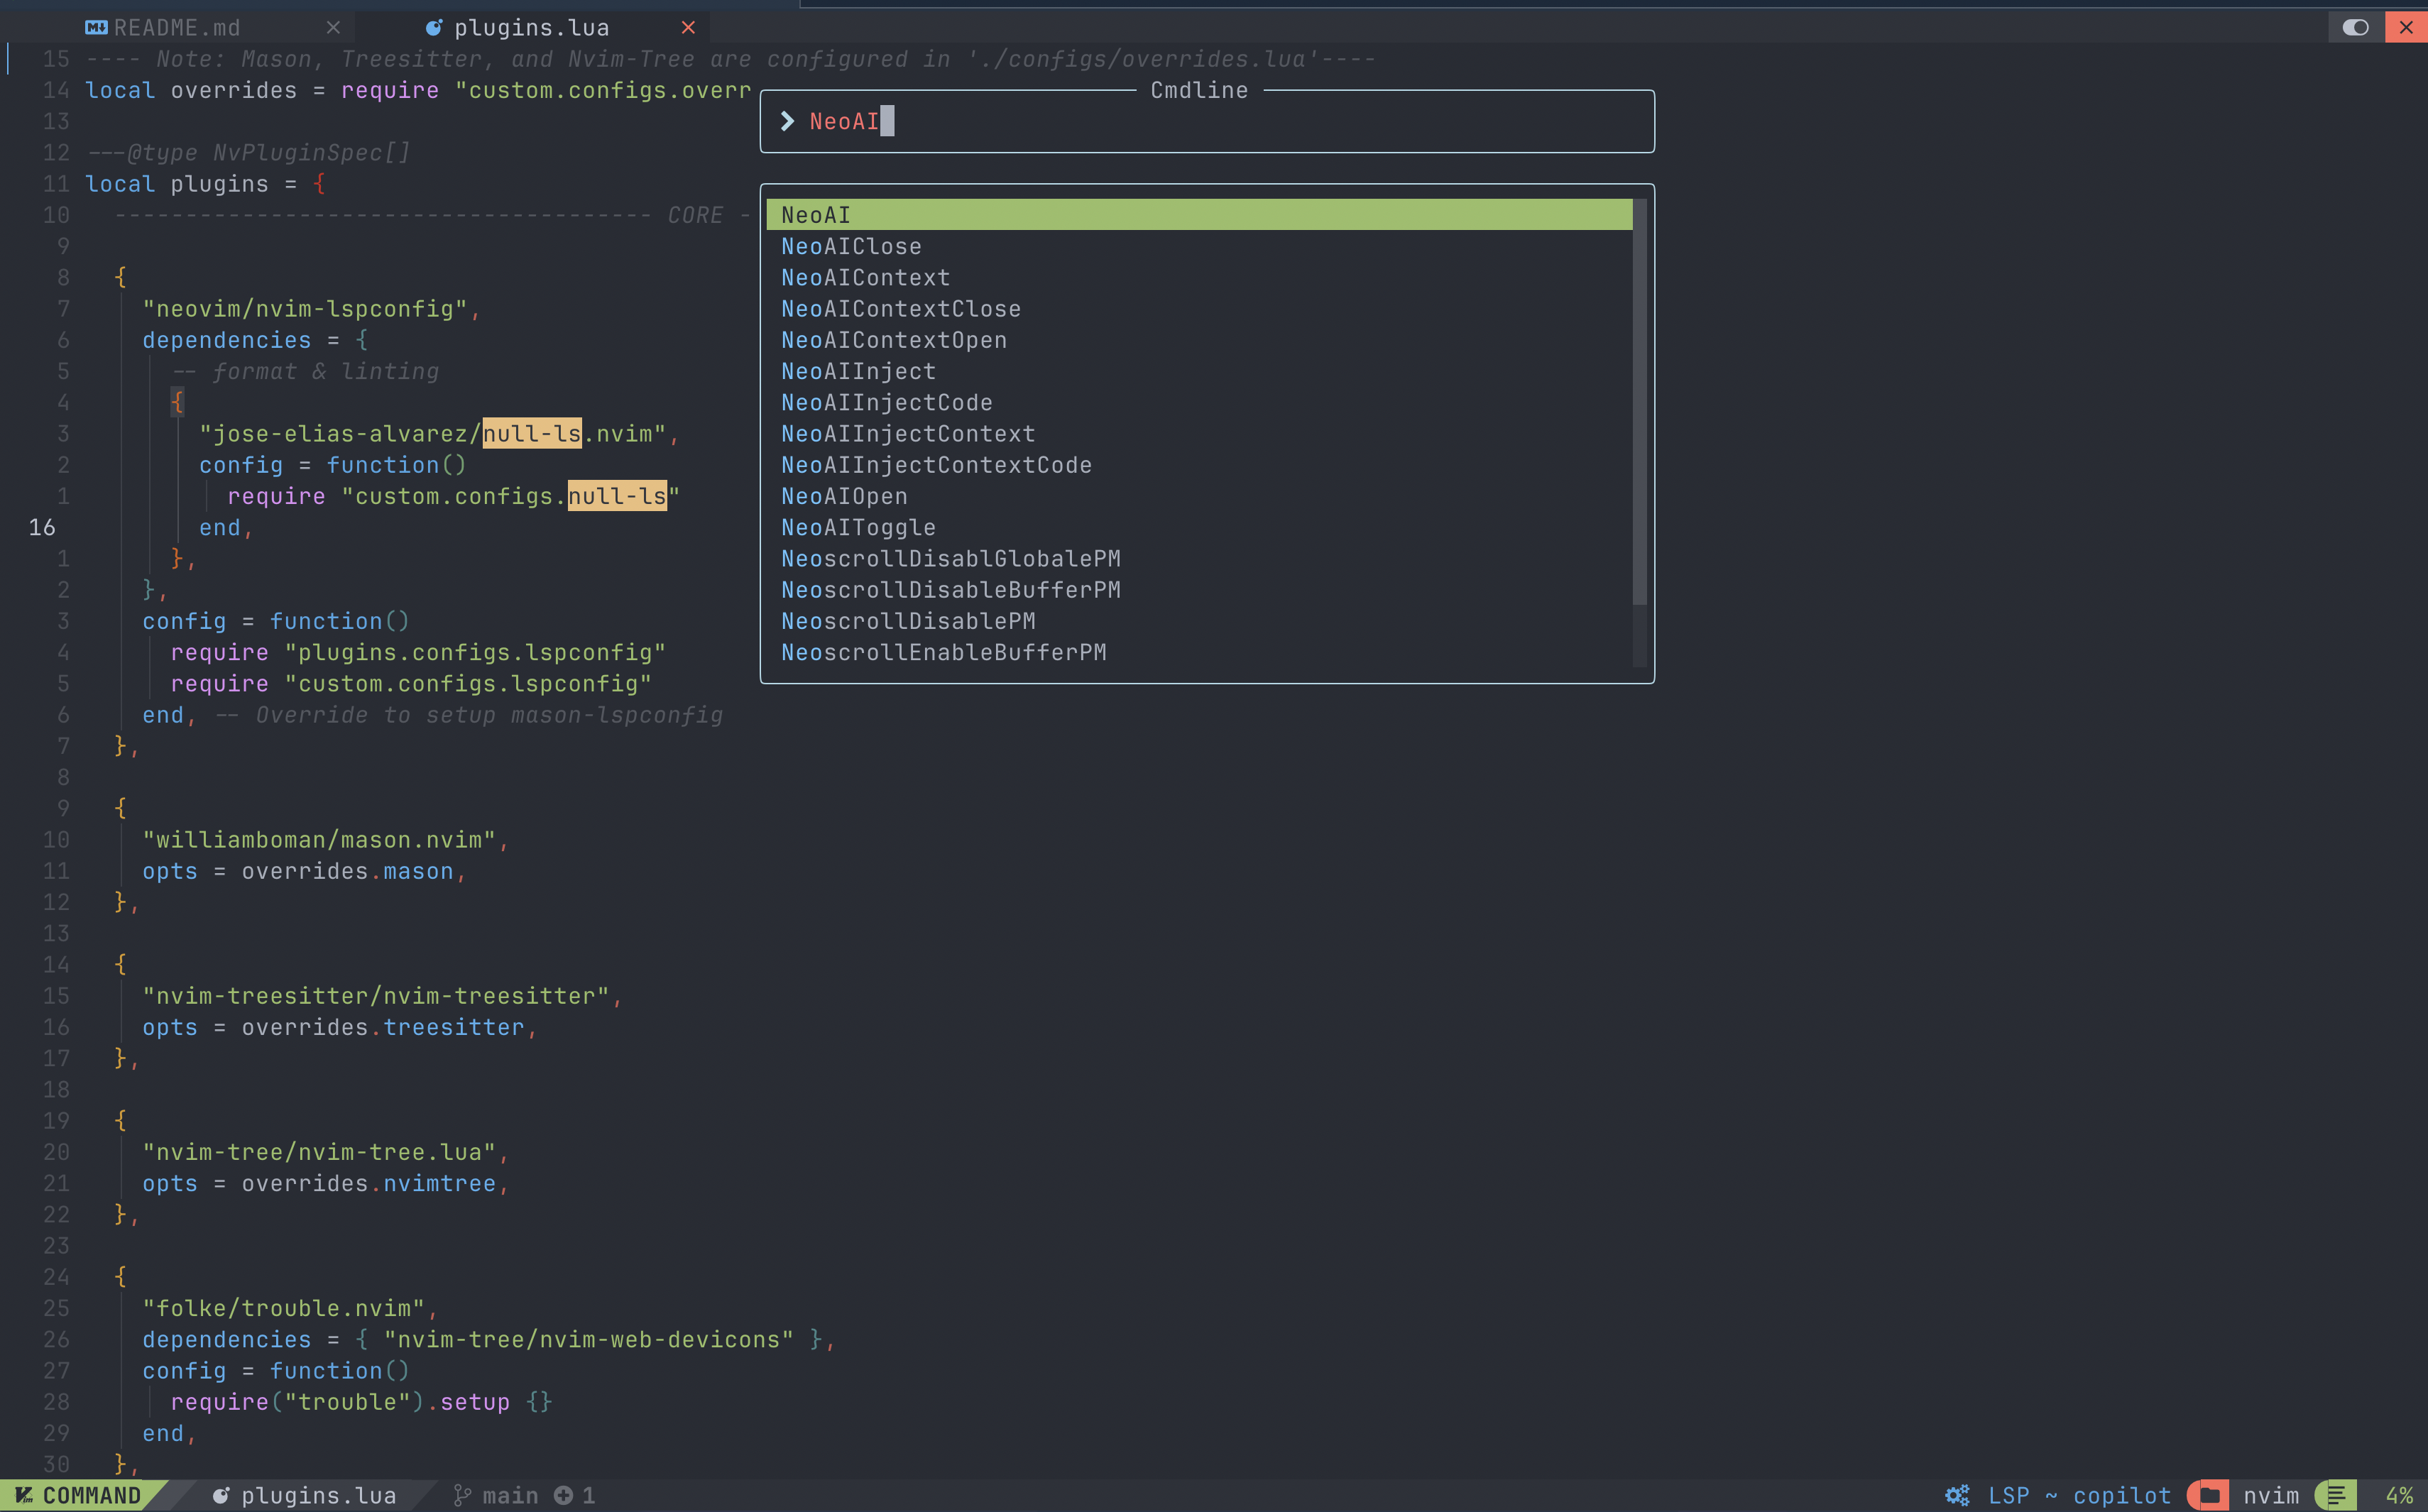 README.md
plugins.lua
15 ---- Note: Mason, Treesitter, and Nvim-Tree are configured in './configs/overrides.lua'----
14 local overrides = require "custom.configs.overr
13
12 ---@type NvPluginSpec[]
11 local plugins = {
10 -------------------------------------- CORE -
9
8 {
7 "neovim/nvim-lspconfig",
6 dependencies = {
5 -- format & linting
4 {
3 "jose-elias-alvarez/null-ls.nvim",
2 config = function()
1 require "custom.configs.null-ls"
16 end,
1 },
2 },
3 config = function()
4 require "plugins.configs.lspconfig"
5 require "custom.configs.lspconfig"
6 end, -- Override to setup mason-lspconfig
7 },
8
9 {
10 "williamboman/mason.nvim",
11 opts = overrides.mason,
12 },
13
14 {
15 "nvim-treesitter/nvim-treesitter",
16 opts = overrides.treesitter,
17 },
18
19 {
20 "nvim-tree/nvim-tree.lua",
21 opts = overrides.nvimtree,
22 },
23
24 {
25 "folke/trouble.nvim",
26 dependencies = { "nvim-tree/nvim-web-devicons" },
27 config = function()
28 require("trouble").setup {}
29 end,
30 },
Cmdline
NeoAI
NeoAI
NeoAIClose
NeoAIContext
NeoAIContextClose
NeoAIContextOpen
NeoAIInject
NeoAIInjectCode
NeoAIInjectContext
NeoAIInjectContextCode
NeoAIOpen
NeoAIToggle
NeoscrollDisablGlobalePM
NeoscrollDisableBufferPM
NeoscrollDisablePM
NeoscrollEnableBufferPM
COMMAND plugins.lua main 1 LSP ~ copilot nvim 4%